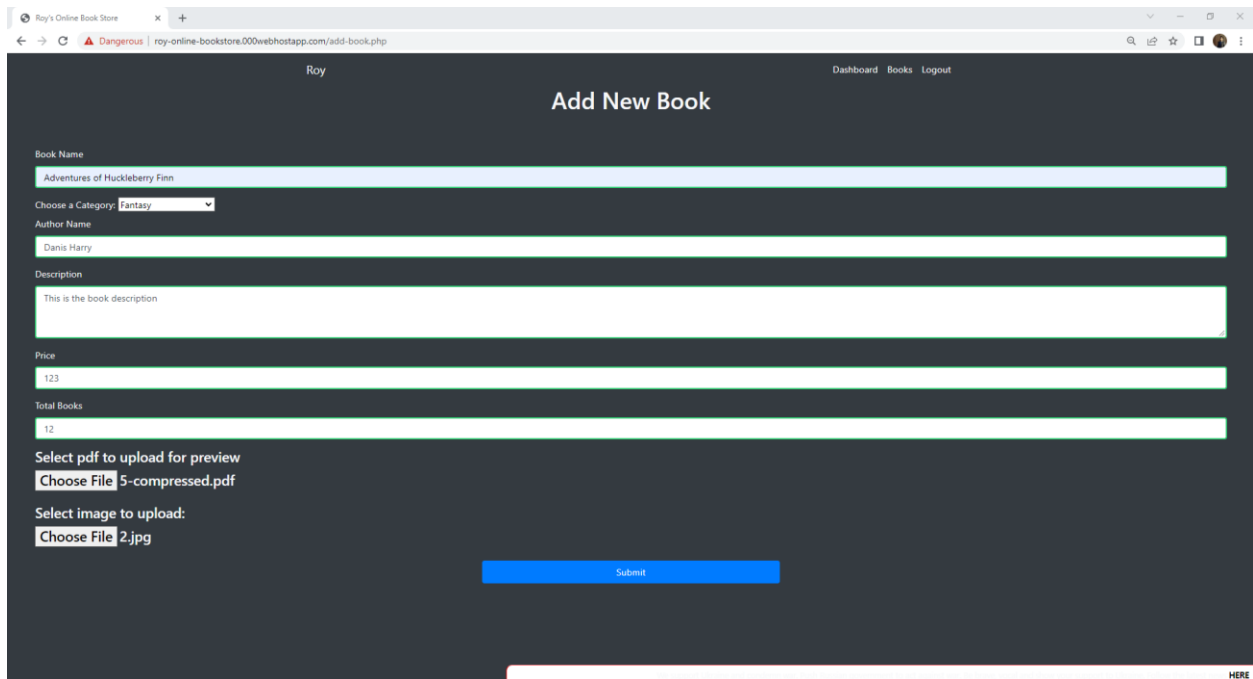 Roy's Online Book Store
Dangerous roy-online-bookstore.000webhostapp.com/add-book.php
Roy Dashboard Books Logout
Add New Book
Book Name
Adventures of Huckleberry Finn
Choose a Category: Fantasy
Author Name
Danis Harry
Description
This is the book description
Price
123
Total Books
12
Select pdf to upload for preview
Choose File 5-compressed.pdf
Select image to upload:
Choose File 2.jpg
Submit
HERE